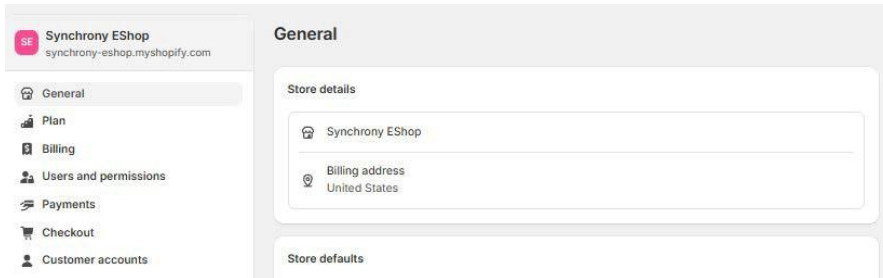 SE
Synchrony EShop
synchrony-eshop.myshopify.com
General
Plan
Billing
Users and permissions
Payments
Checkout
Customer accounts
General
Store details
Synchrony EShop
Billing address
United States
Store defaults